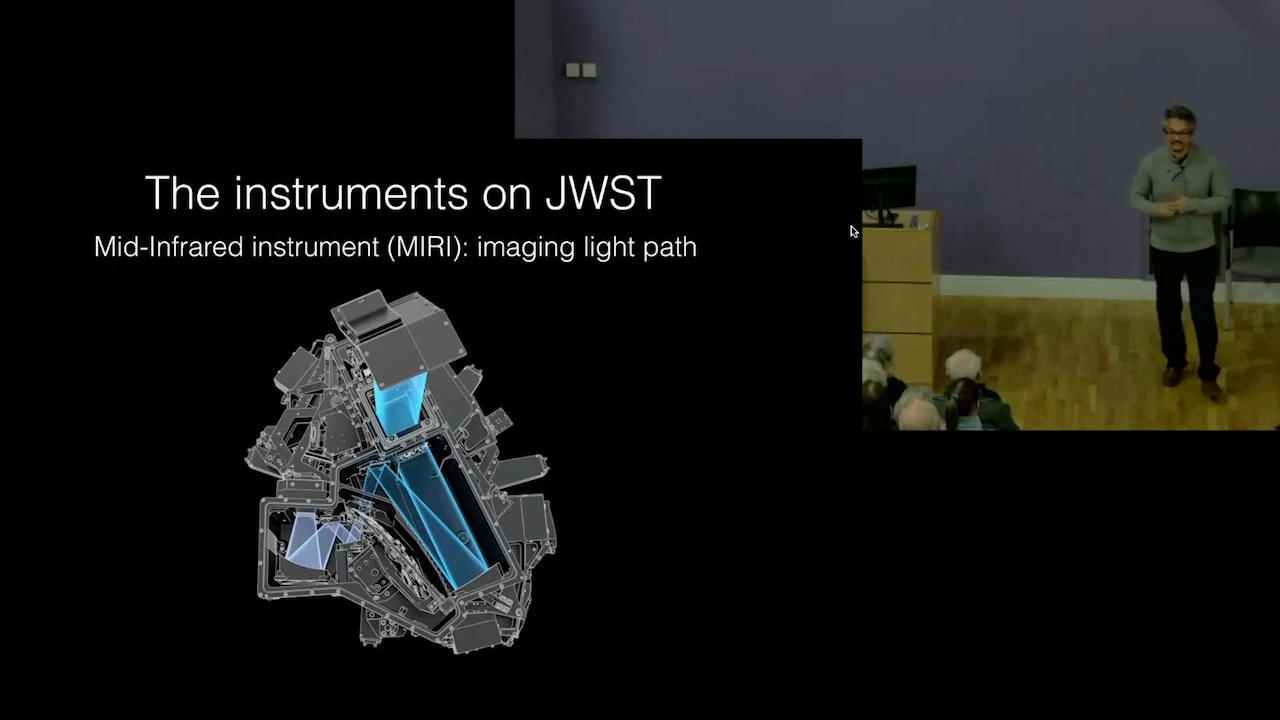 The instruments on JWST
Mid-Infrared instrument (MIRI): imaging light path